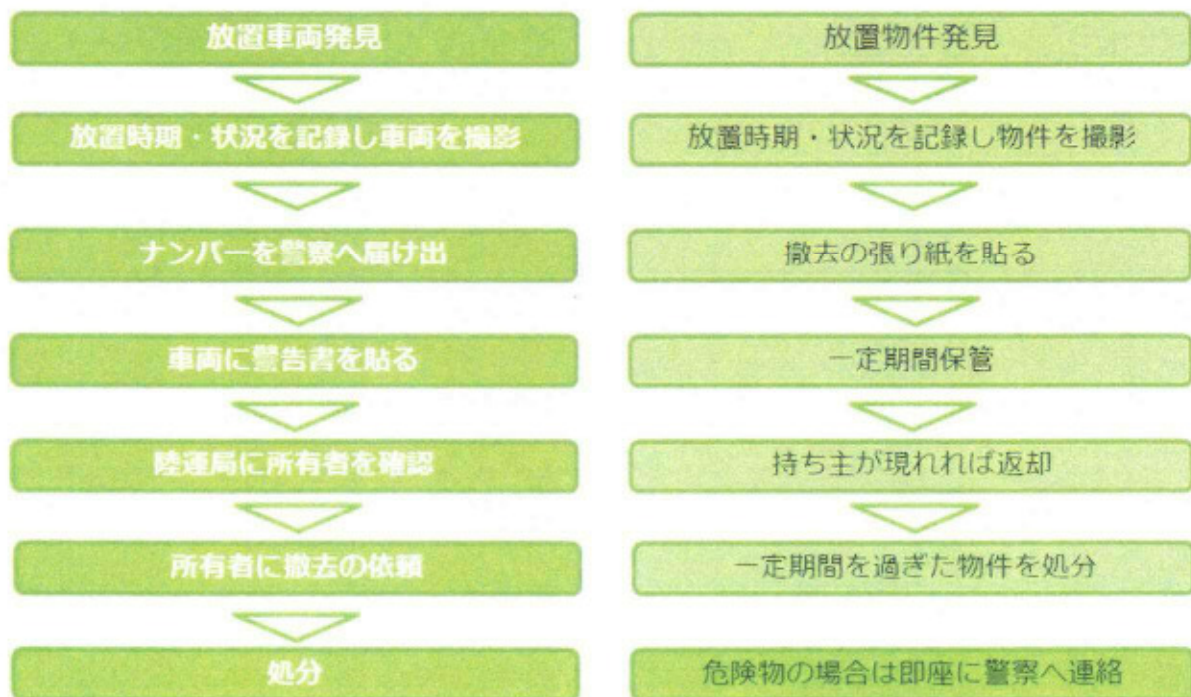 放置車両発見
放置時期・状況を記録し車両を撮影
ナンバーを警察へ届け出
車両に警告書を貼る
陸運局に所有者を確認
所有者に撤去の依頼
処分
放置物件発見
放置時期・状況を記録し物件を撮影
撤去の張り紙を貼る
一定期間保管
持ち主が現れれば返却
一定期間を過ぎた物件を処分
危険物の場合は即座に警察へ連絡